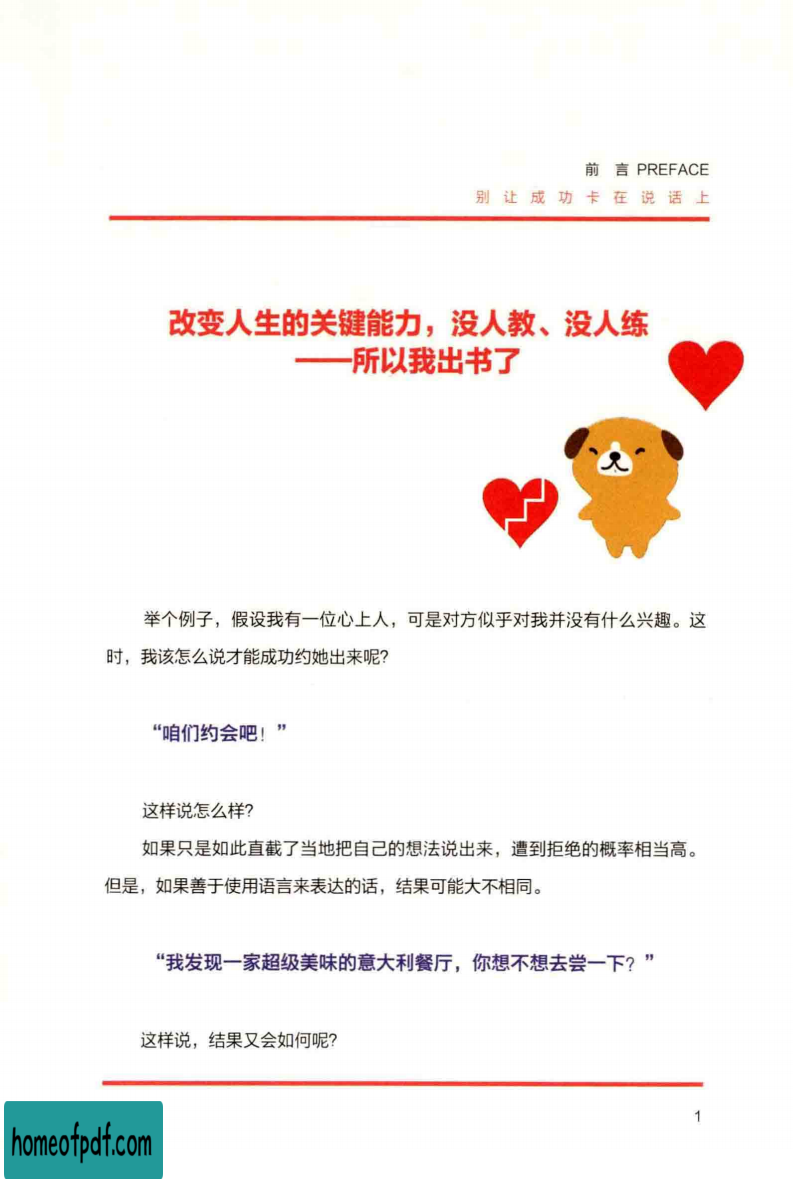 前 言 PREFACE
别让成功卡在说话上
改变人生的关键能力，没人教、没人练
——所以我出书了
举个例子，假设我有一位心上人，可是对方似乎对我并没有什么兴趣。这
时，我该怎么说才能成功约她出来呢？
“咱们约会吧！”
这样说怎么样？
如果只是如此直截了当地把自己的想法说出来，遭到拒绝的概率相当高。
但是，如果善于使用语言来表达的话，结果可能大不相同。
“我发现一家超级美味的意大利餐厅，你想不想去尝一下？”
这样说，结果又会如何呢？
1
homeofpdf.com